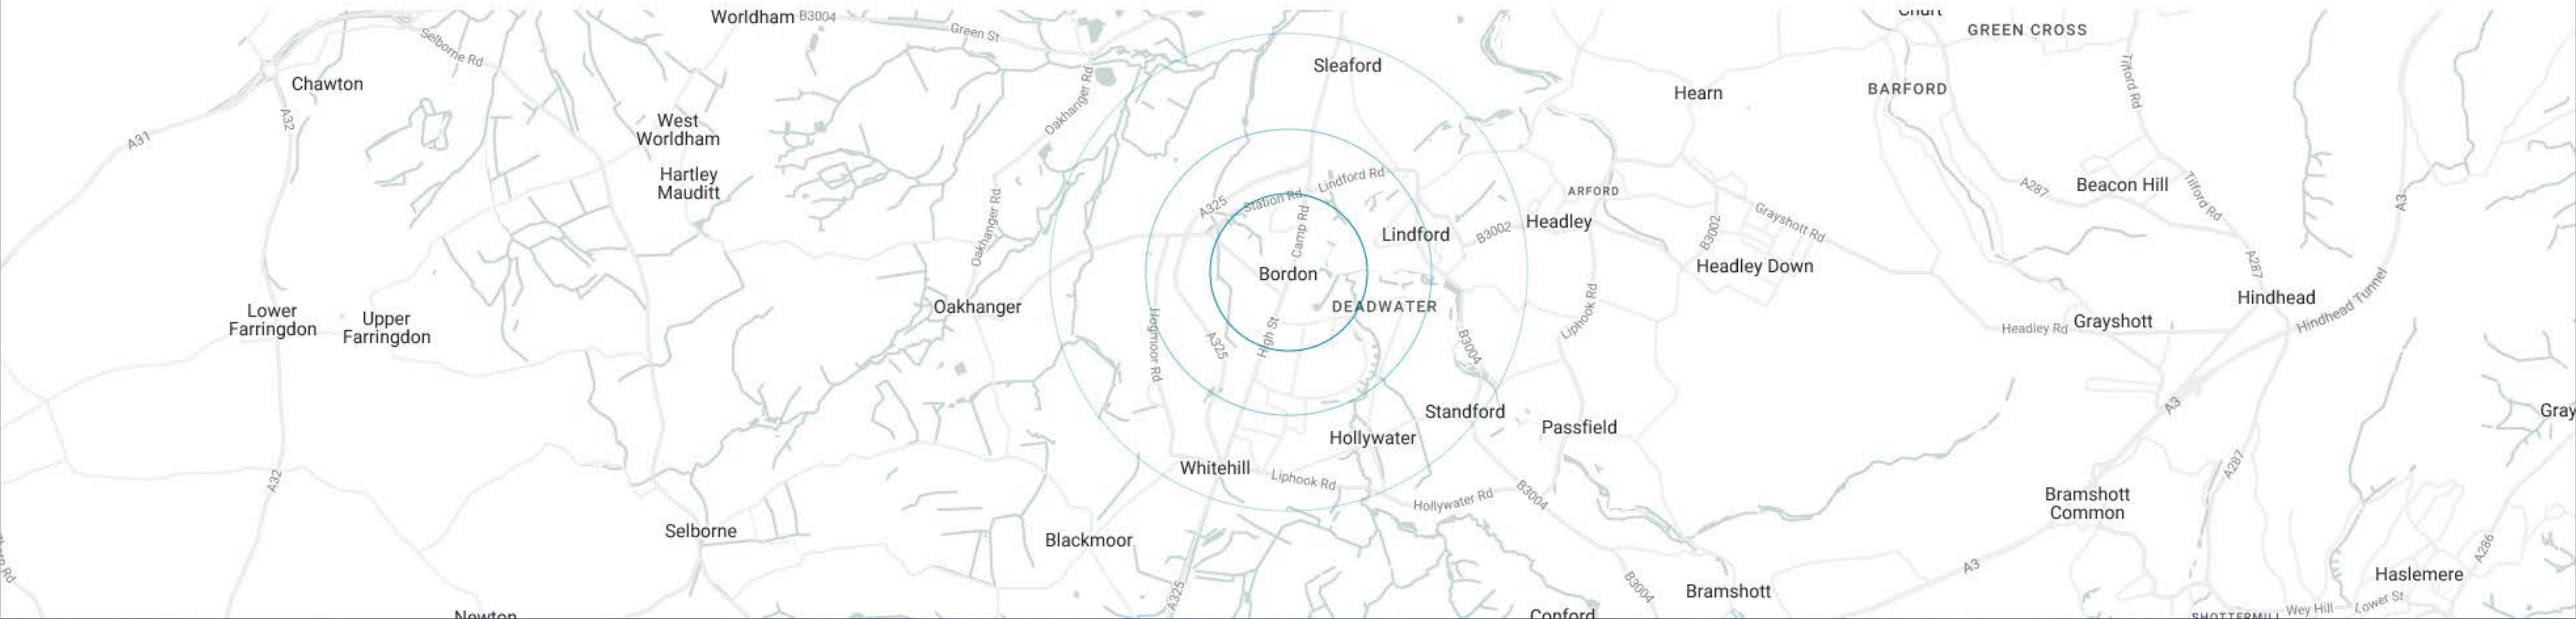 Worldham
B3004
Green St
Selborne Rd
Chawton
Sleaford
Churt
GREEN CROSS
Tilford Rd
Hearn
BARFORD
A31
A32
West
Worldham
Oakhanger Rd
Hartley
Mauditt
Lindford Rd
Station Rd
A325
Camp Rd
ARFORD
Headley
Lindford
B3002
B3002
Grayshott Rd
A287
Beacon Hill
Tilford Rd
A3
Oakhanger Rd
Bordon
Headley Down
A287
Hindhead
Hindhead Tunnel
Lower
Farringdon
Upper
Farringdon
Oakhanger
DEADWATER
Liphook Rd
Headley Rd
Grayshott
Hogmoor Rd
A325
High St
B3004
Standford
Passfield
Hollywater
A3
Gray
Whitehill
Liphook Rd
Hollywater Rd
B3004
A32
A287
Bramshott
Common
Selborne
Blackmoor
A286
A3
Haslemere
A325
B3004
Bramshott
Newton
Conford
SHOTTERMILL
Wey Hill
Lower St